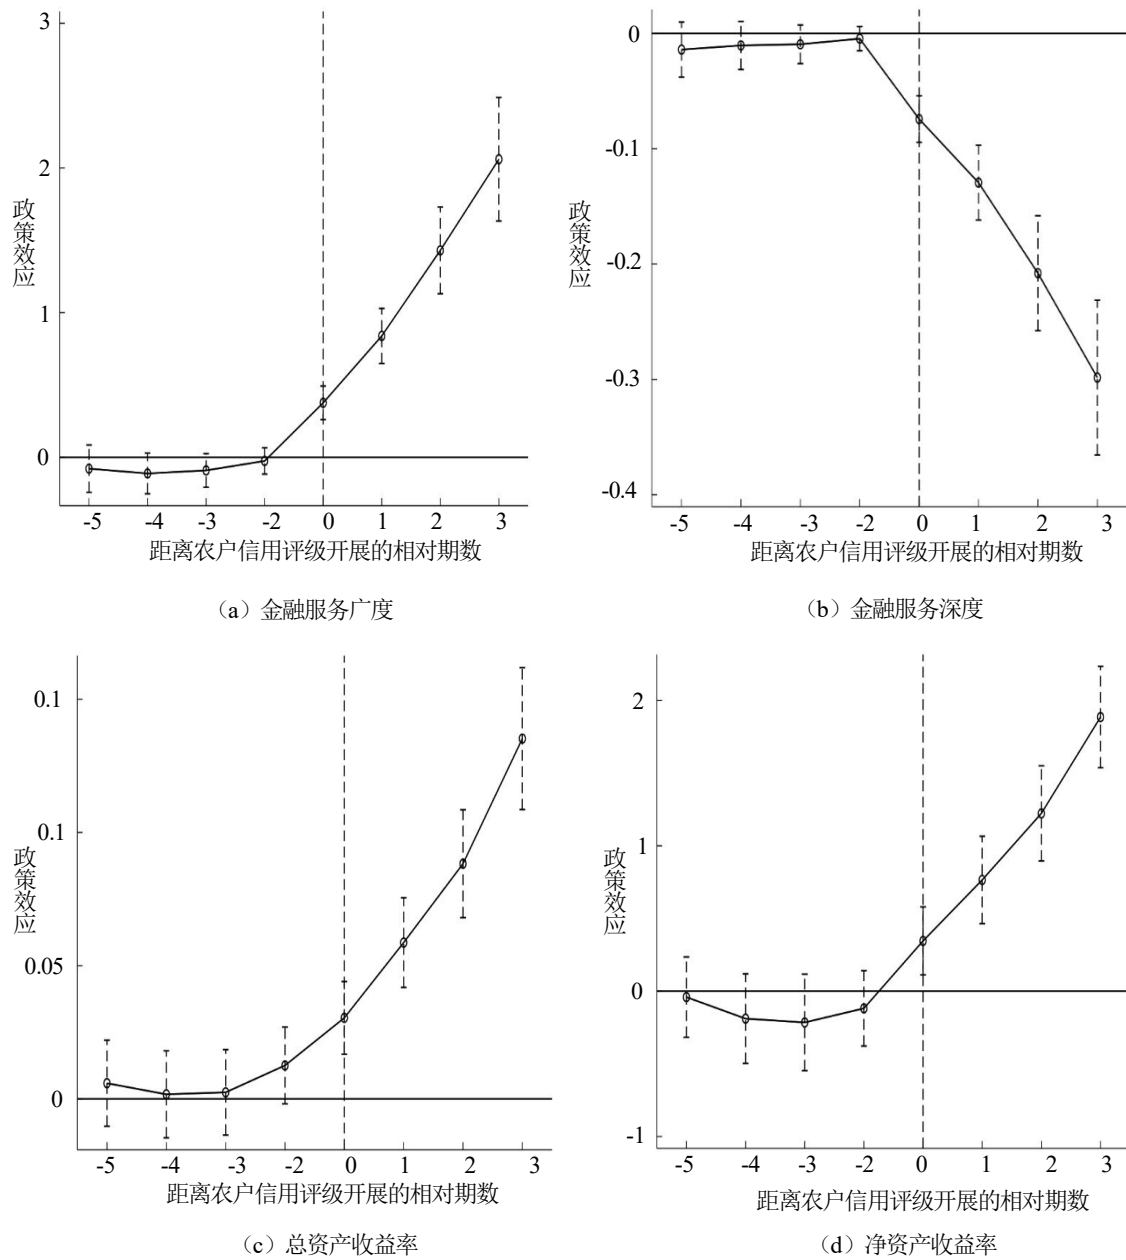 3
2
1
0
政策效应
-5 -4 -3 -2 0 1 2 3
距离农户信用评级开展的相对期数
（a）金融服务广度
0
-0.1
-0.2
-0.3
-0.4
政策效应
-5 -4 -3 -2 0 1 2 3
距离农户信用评级开展的相对期数
（b）金融服务深度
0.1
0.1
0.05
0
政策效应
-5 -4 -3 -2 0 1 2 3
距离农户信用评级开展的相对期数
（c）总资产收益率
2
1
0
-1
政策效应
-5 -4 -3 -2 0 1 2 3
距离农户信用评级开展的相对期数
（d）净资产收益率